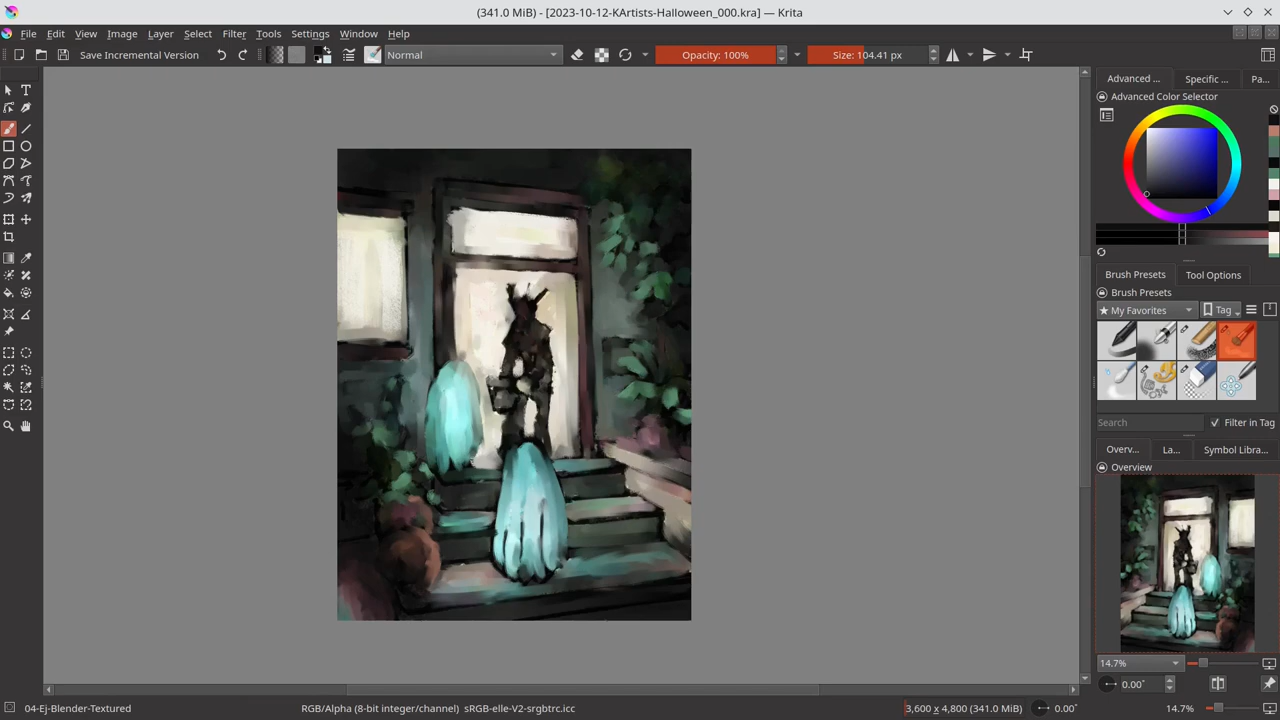 (341.0 MiB) - [2023-10-12-KArtists-Halloween_000.kra] — Krita
File Edit View Image Layer Select Filter Tools Settings Window Help
Save Incremental Version Normal Opacity: 100% Size: 104.41 px
Advanced ... Specific ... Pa...
Advanced Color Selector
Brush Presets Tool Options
Brush Presets
★ My Favorites Tag
Search Filter in Tag
Overv... La... Symbol Libra...
Overview
14.7%
0.00°
04-Ej-Blender-Textured RGB/Alpha (8-bit integer/channel) sRGB-elle-V2-srgbtrc.icc 3,600 x 4,800 (341.0 MiB) 0.00° 14.7%